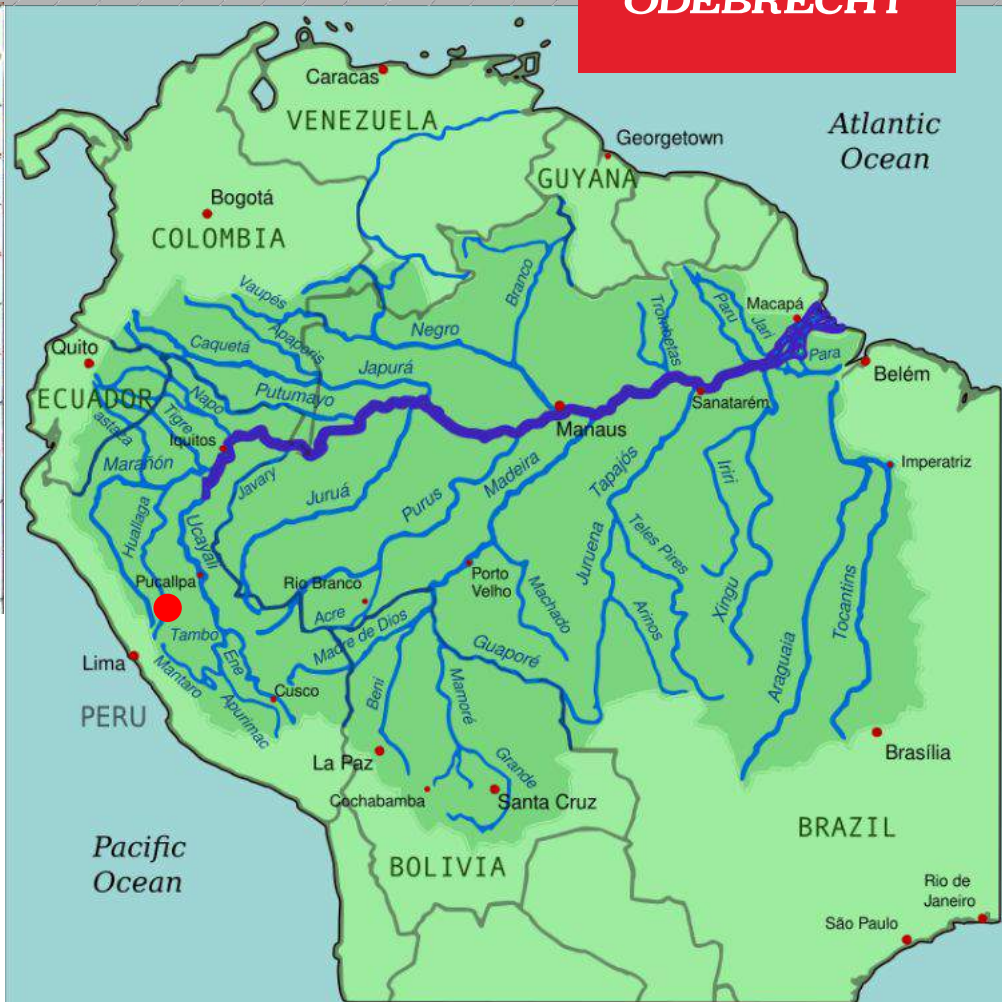 ODEBRECHT
Caracas
VENEZUELA
Atlantic
Ocean
Georgetown
GUYANA
Bogotá
COLOMBIA
Vaupés
Branco
Trombetas
Paru
Jari
Macapá
Apaperis
Negro
Quito
Caquetá
Japurá
Para
Belém
ECUADOR
Napo
Putumayo
Sanatarém
astaza
Tigre
Iquitos
Manaus
Marañón
Javary
Juruá
Purus
Madeira
Tapajós
Iriri
Imperatriz
Huallaga
Ucayali
Juruena
Teles Pires
Pucallpa
Rio Branco
Porto
Velho
Machado
Xingu
Tocantins
Acre
Arinos
Tambo
Madre de Dios
Guaporé
Araguaia
Lima
Mantaro
Ene
Cusco
Beni
Mamoré
PERU
Apurimac
La Paz
Grande
Brasília
Cochabamba
Santa Cruz
BRAZIL
Pacific
Ocean
BOLIVIA
Rio de
Janeiro
São Paulo